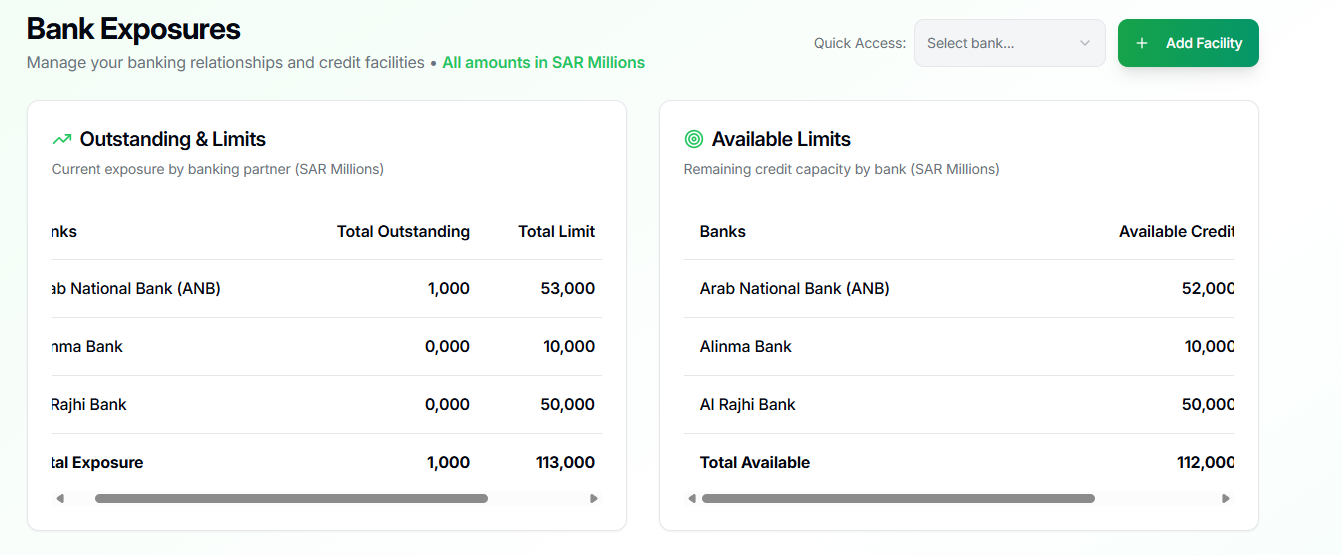 Bank Exposures
Manage your banking relationships and credit facilities • All amounts in SAR Millions
Quick Access: Select bank... + Add Facility
Outstanding & Limits
Current exposure by banking partner (SAR Millions)
nks Total Outstanding Total Limit
ab National Bank (ANB) 1,000 53,000
nma Bank 0,000 10,000
Rajhi Bank 0,000 50,000
tal Exposure 1,000 113,000
Available Limits
Remaining credit capacity by bank (SAR Millions)
Banks Available Credit
Arab National Bank (ANB) 52,000
Alinma Bank 10,000
Al Rajhi Bank 50,000
Total Available 112,000